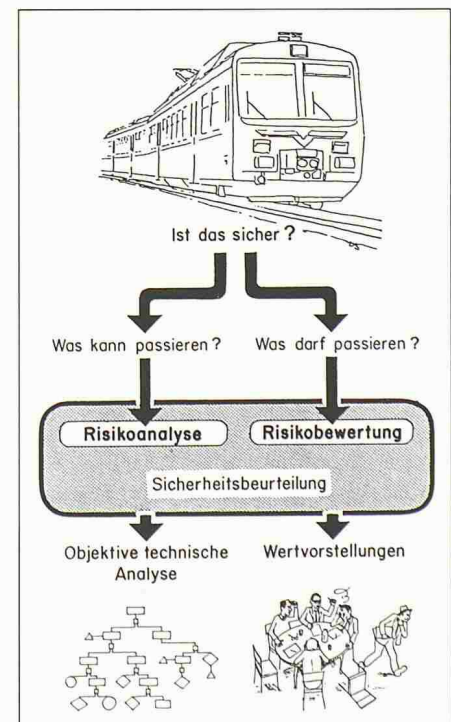 Ist das sicher ?
Was kann passieren ?
Was darf passieren ?
Risikoanalyse
Risikobewertung
Sicherheitsbeurteilung
Objektive technische
Analyse
Wertvorstellungen